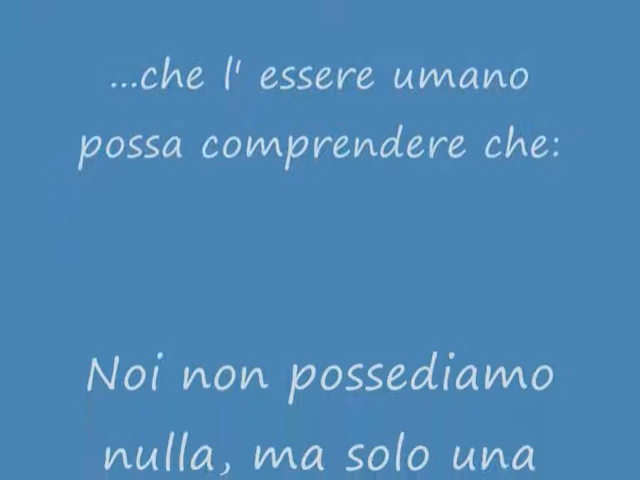 ...che l' essere umano
possa comprendere che:
Noi non possediamo
nulla, ma solo una